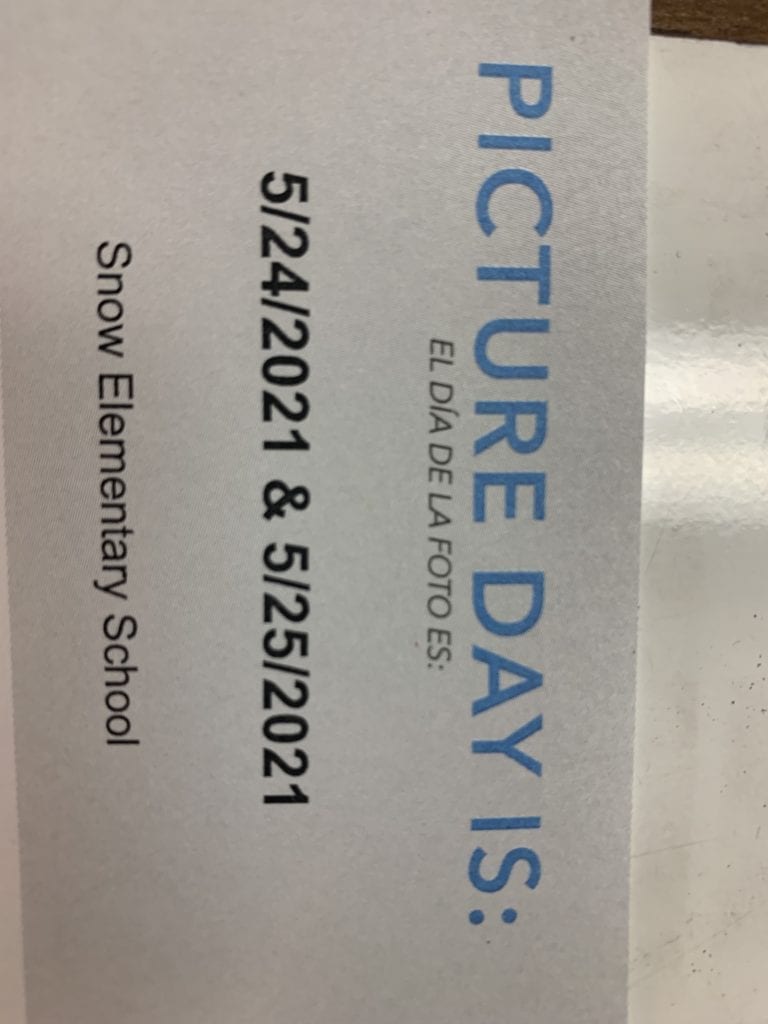 PICTURE DAY IS:
EL DÍA DE LA FOTO ES:
5/24/2021 & 5/25/2021
Snow Elementary School